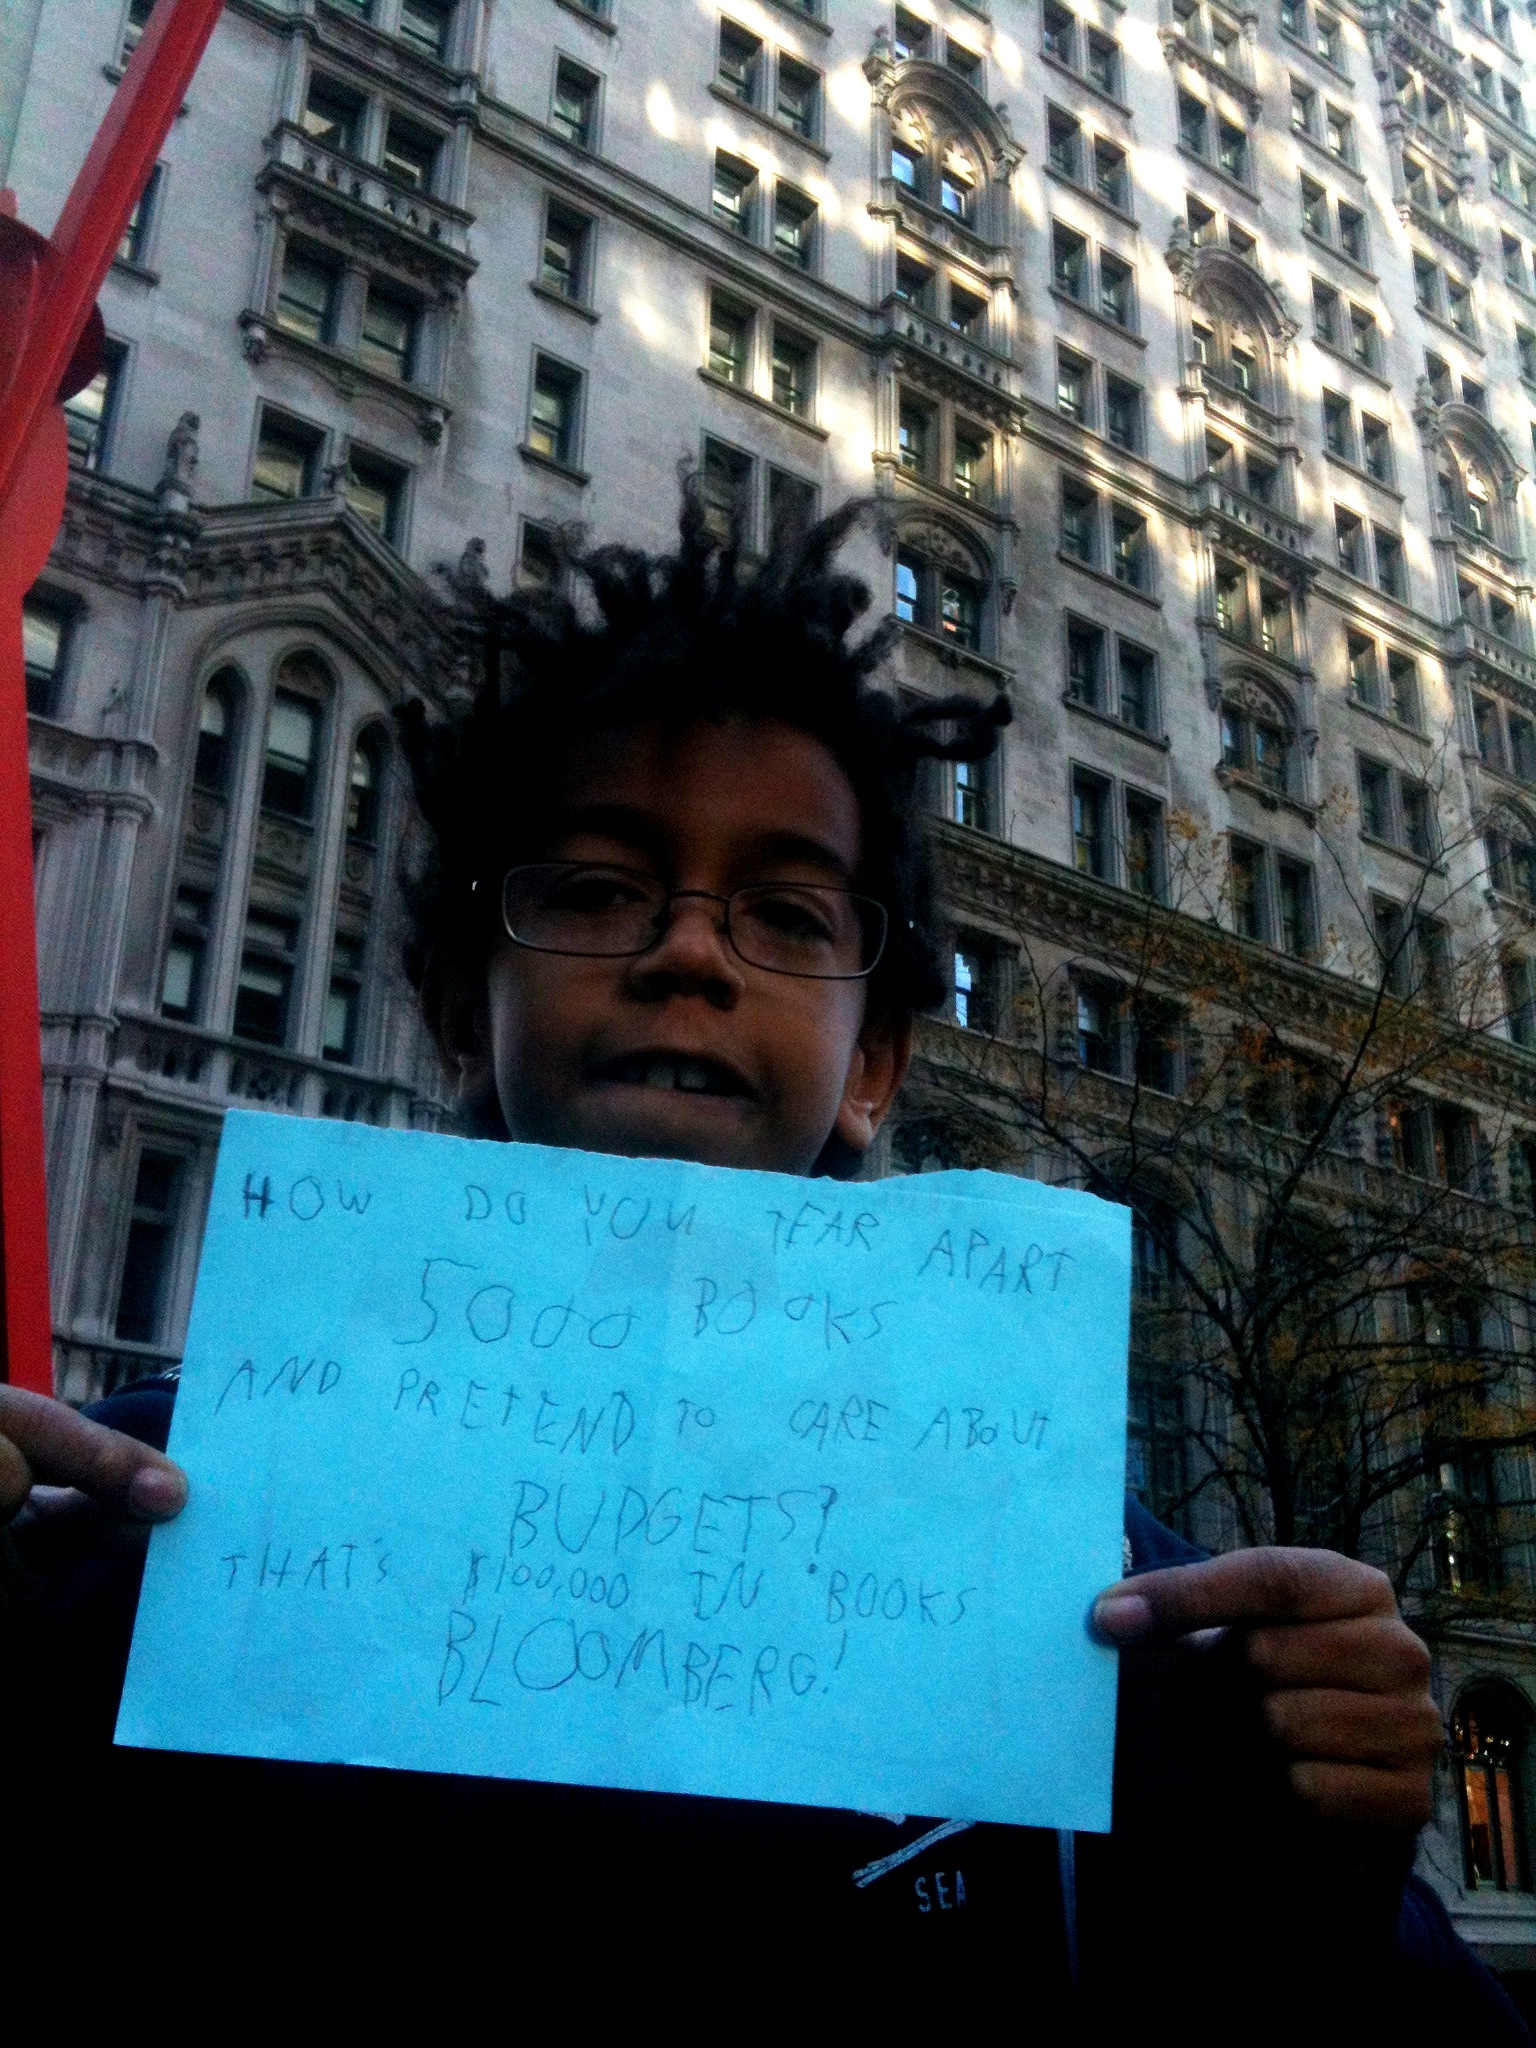 HOW DO YOU TEAR APART
5000 BOOKS
AND PRETEND TO CARE ABOUT
BUDGETS?
THAT'S $100,000 IN BOOKS
BLOOMBERG!
SEA